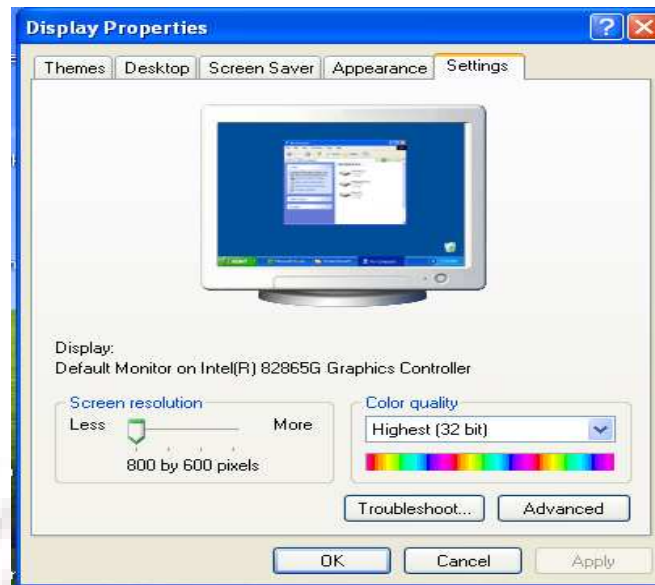 Display Properties
Themes Desktop Screen Saver Appearance Settings
Display:
Default Monitor on Intel(R) 82865G Graphics Controller
Screen resolution
Less More
800 by 600 pixels
Color quality
Highest (32 bit)
Troubleshoot... Advanced
OK Cancel Apply